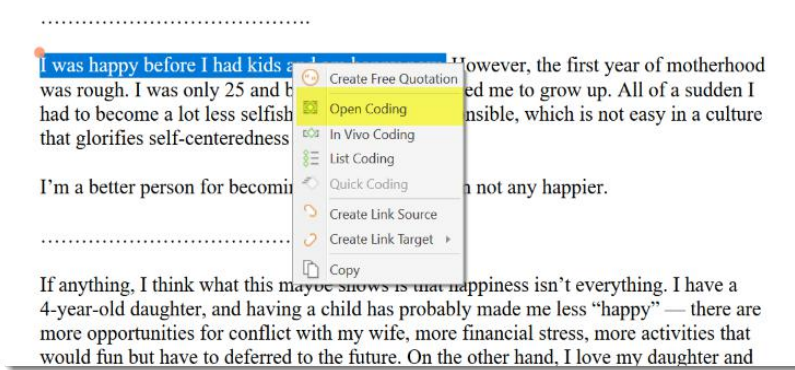 ………………………………………….
I was happy before I had kids a
However, the first year of motherhood
was rough. I was only 25 and b
ed me to grow up. All of a sudden I
had to become a lot less selfish
nsible, which is not easy in a culture
that glorifies self-centeredness
I’m a better person for becomin
n not any happier.
………………………………………….
Create Free Quotation
Open Coding
In Vivo Coding
List Coding
Quick Coding
Create Link Source
Create Link Target
Copy
If anything, I think what this maybe shows is that happiness isn’t everything. I have a
4-year-old daughter, and having a child has probably made me less “happy” — there are
more opportunities for conflict with my wife, more financial stress, more activities that
would fun but have to deferred to the future. On the other hand, I love my daughter and